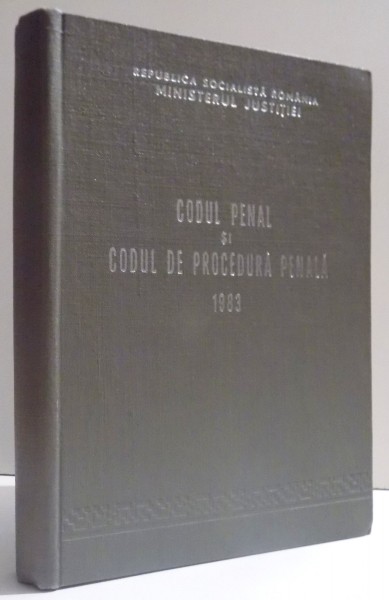 REPUBLICA SOCIALISTĂ ROMÂNIA
MINISTERUL JUSTIŢIEI
CODUL PENAL
ŞI
CODUL DE PROCEDURĂ PENALĂ
1983